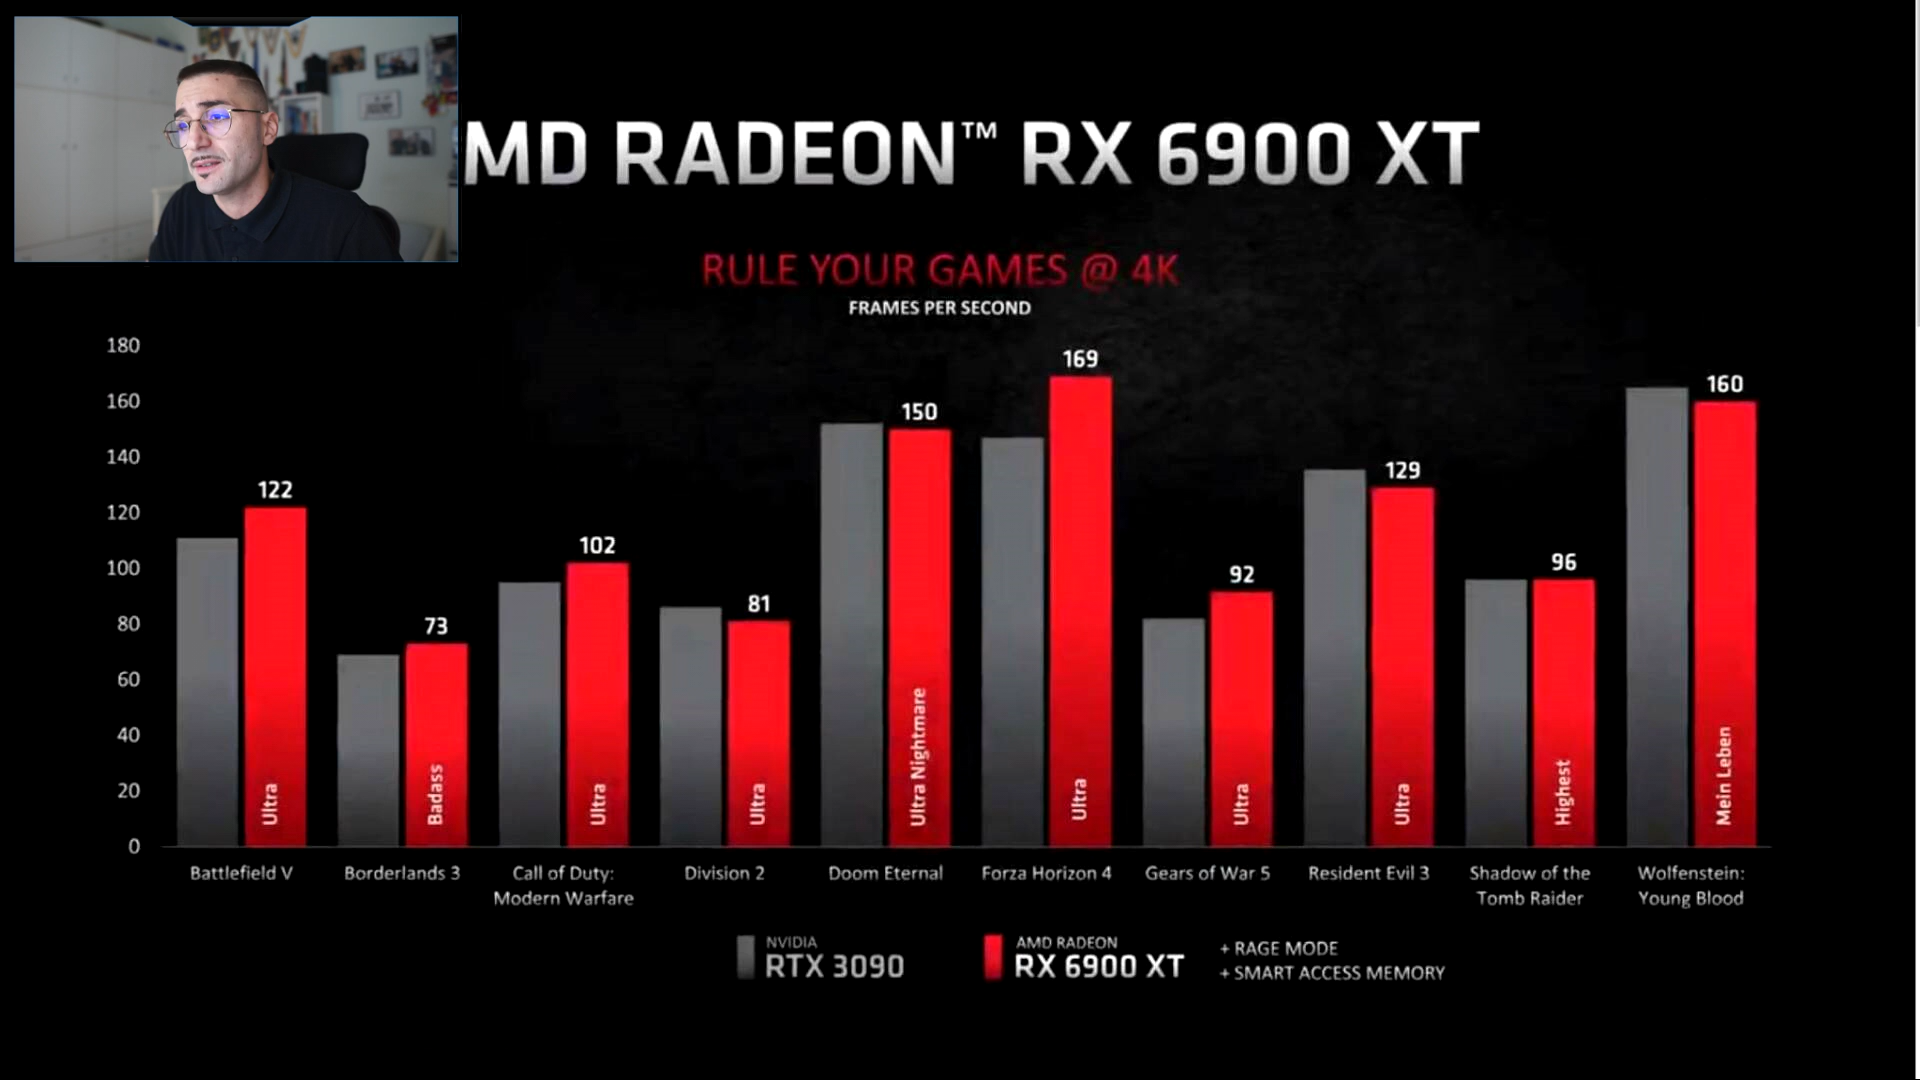 MD RADEON™ RX 6900 XT
RULE YOUR GAMES @ 4K
FRAMES PER SECOND
180
160
140
120
100
80
60
40
20
0
122
73
102
81
150
169
92
129
96
160
Ultra
Badass
Ultra
Ultra
Ultra Nightmare
Ultra
Ultra
Ultra
Highest
Mein Leben
Battlefield V
Borderlands 3
Call of Duty:
Modern Warfare
Division 2
Doom Eternal
Forza Horizon 4
Gears of War 5
Resident Evil 3
Shadow of the
Tomb Raider
Wolfenstein:
Young Blood
NVIDIA
RTX 3090
AMD RADEON
RX 6900 XT
+ RAGE MODE
+ SMART ACCESS MEMORY